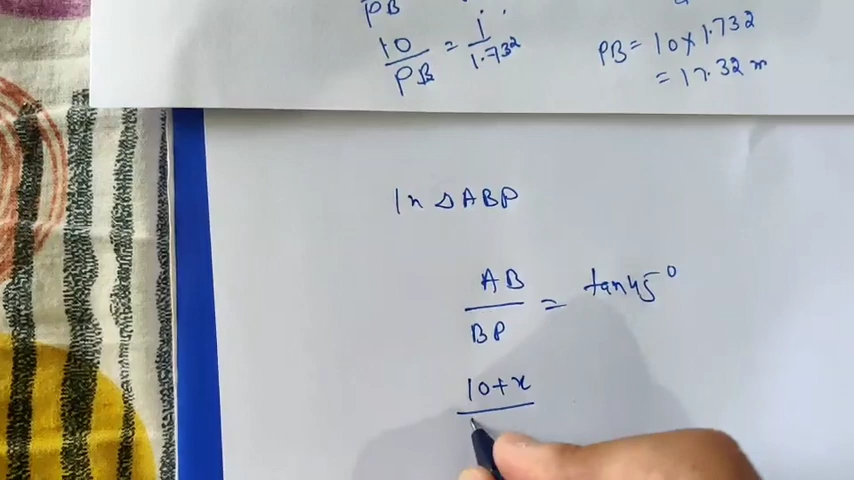 PB
10/PB = 1/1.732
PB = 10 x 1.732
= 17.32 m
In △ABP
AB/BP = tan45°
10+x